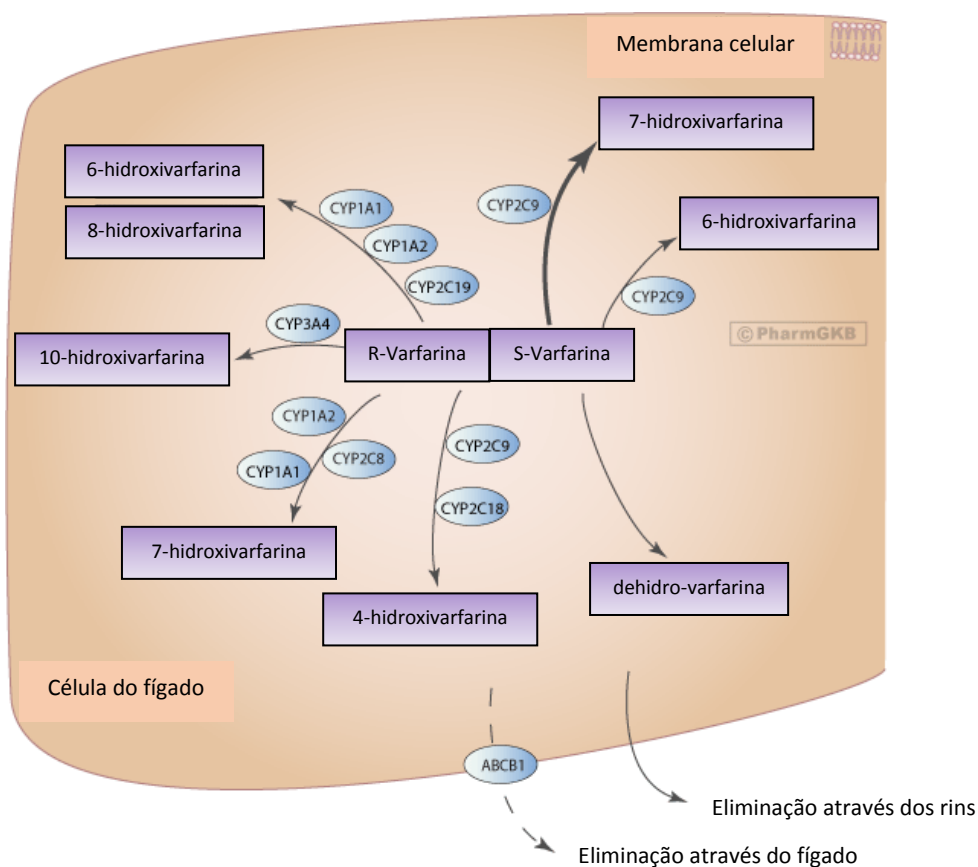 Membrana celular
7-hidroxivarfarina
6-hidroxivarfarina
8-hidroxivarfarina
CYP1A1
CYP1A2
CYP2C19
CYP2C9
6-hidroxivarfarina
CYP2C9
CYP3A4
10-hidroxivarfarina
R-Varfarina
S-Varfarina
© PharmGKB
CYP1A2
CYP1A1
CYP2C8
CYP2C9
CYP2C18
7-hidroxivarfarina
4-hidroxivarfarina
dehidro-varfarina
Célula do fígado
ABCB1
Eliminação através dos rins
Eliminação através do fígado